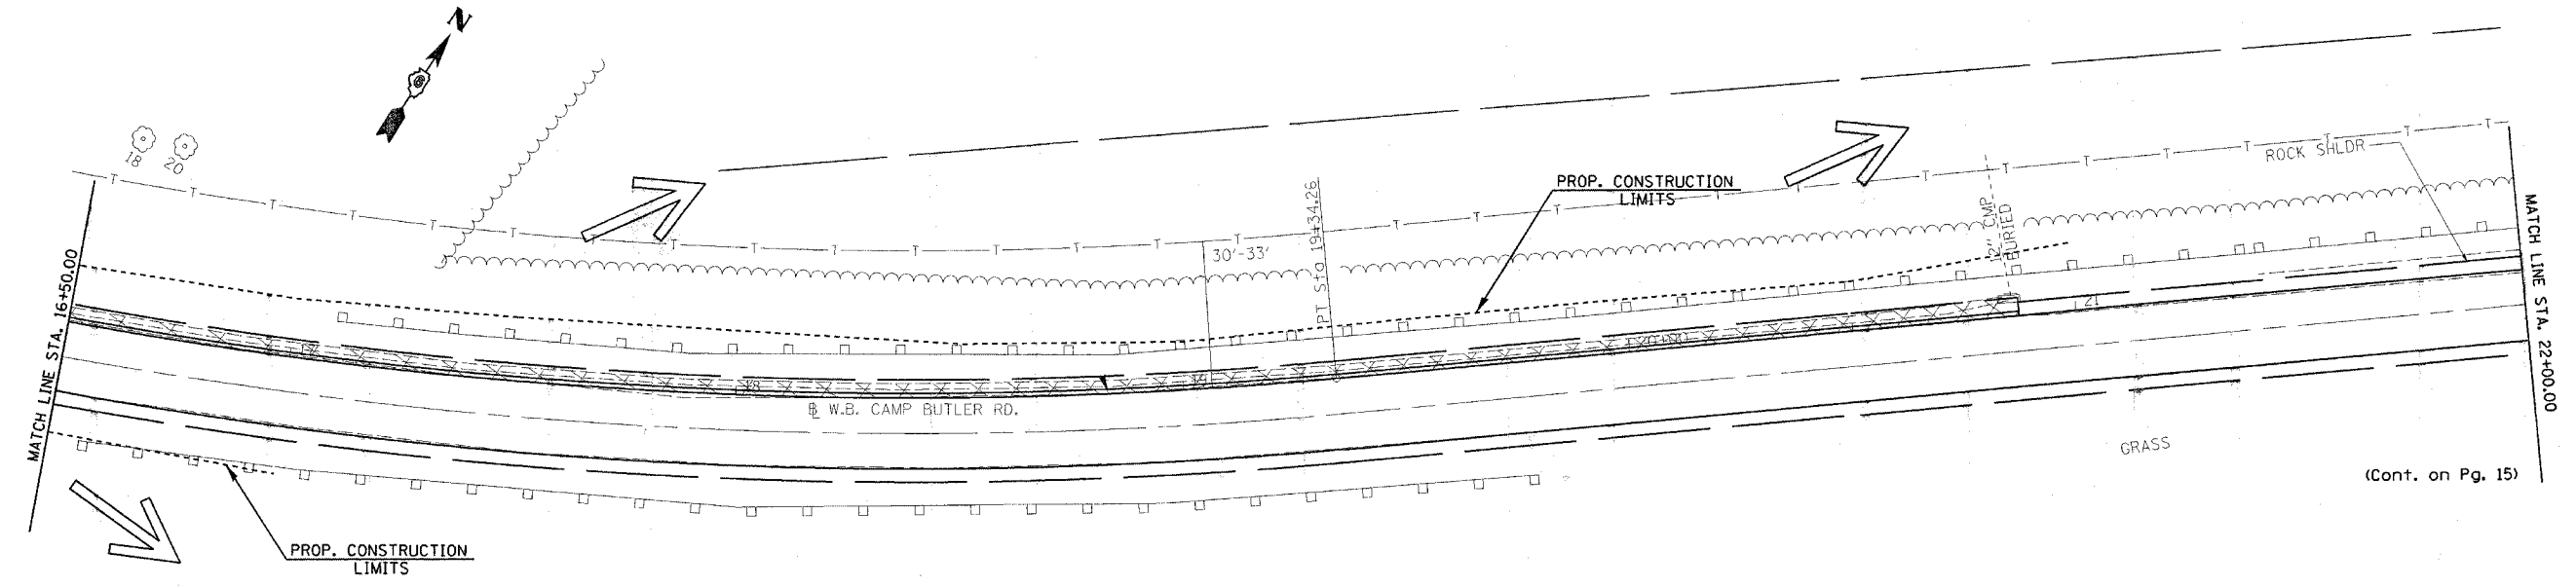 N
18
20
T T T T T T T T T T T T T T T T T T T T T T T T T T T T T T
ROCK SHLDR
PROP. CONSTRUCTION
LIMITS
30'-33'
PT Sta 19+34.26
12" CMP
BURIED
MATCH LINE STA. 16+50.00
MATCH LINE STA. 22+00.00
18
21
℄ W.B. CAMP BUTLER RD.
GRASS
(Cont. on Pg. 15)
PROP. CONSTRUCTION
LIMITS